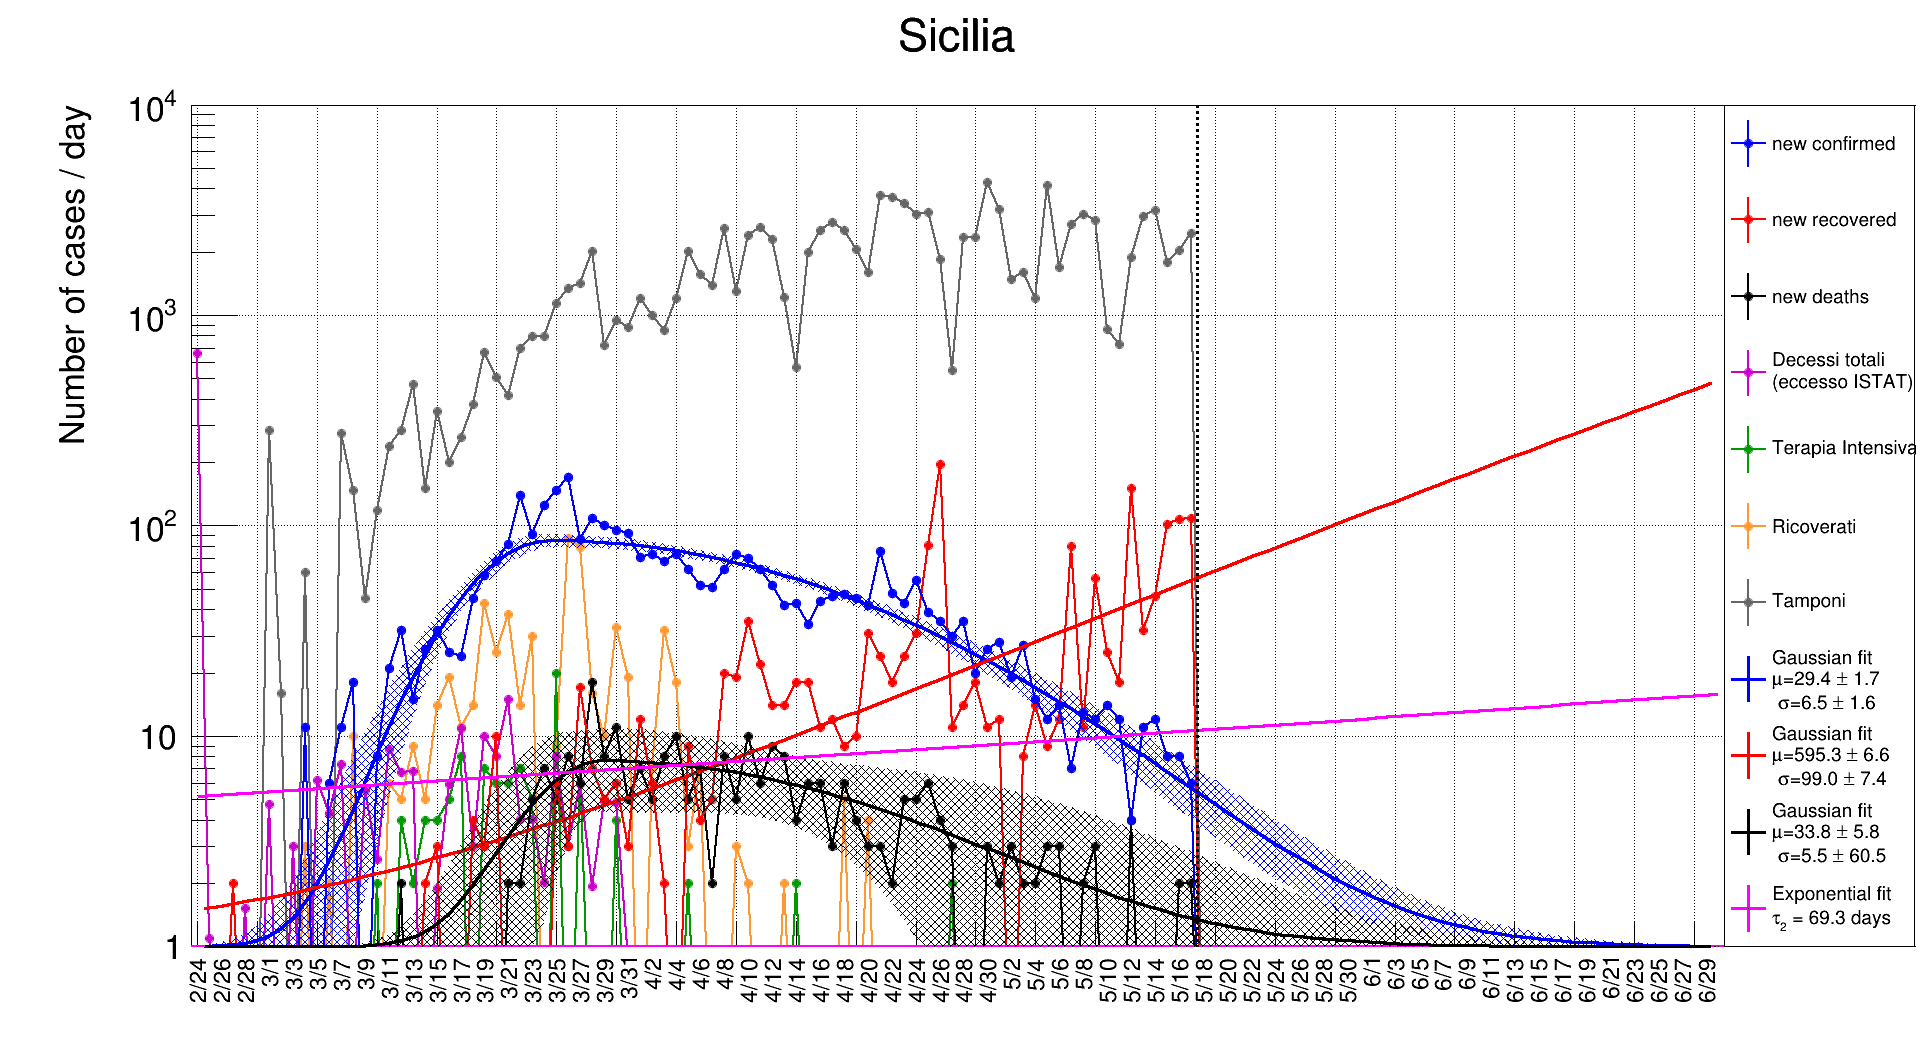 Sicilia
Number of cases / day
10⁴
10³
10²
10
1
2/24 2/26 2/28 3/1 3/3 3/5 3/7 3/9 3/11 3/13 3/15 3/17 3/19 3/21 3/23 3/25 3/27 3/29 3/31 4/2 4/4 4/6 4/8 4/10 4/12 4/14 4/16 4/18 4/20 4/22 4/24 4/26 4/28 4/30 5/2 5/4 5/6 5/8 5/10 5/12 5/14 5/16 5/18 5/20 5/22 5/24 5/26 5/28 5/30 6/1 6/3 6/5 6/7 6/9 6/11 6/13 6/15 6/17 6/19 6/21 6/23 6/25 6/27 6/29
new confirmed
new recovered
new deaths
Decessi totali
(eccesso ISTAT)
Terapia Intensiva
Ricoverati
Tamponi
Gaussian fit
μ=29.4 ± 1.7
σ=6.5 ± 1.6
Gaussian fit
μ=595.3 ± 6.6
σ=99.0 ± 7.4
Gaussian fit
μ=33.8 ± 5.8
σ=5.5 ± 60.5
Exponential fit
τ₂ = 69.3 days